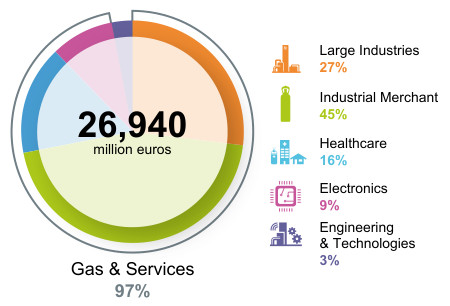 26,940
million euros
Gas & Services
97%
Large Industries
27%
Industrial Merchant
45%
Healthcare
16%
Electronics
9%
Engineering
& Technologies
3%